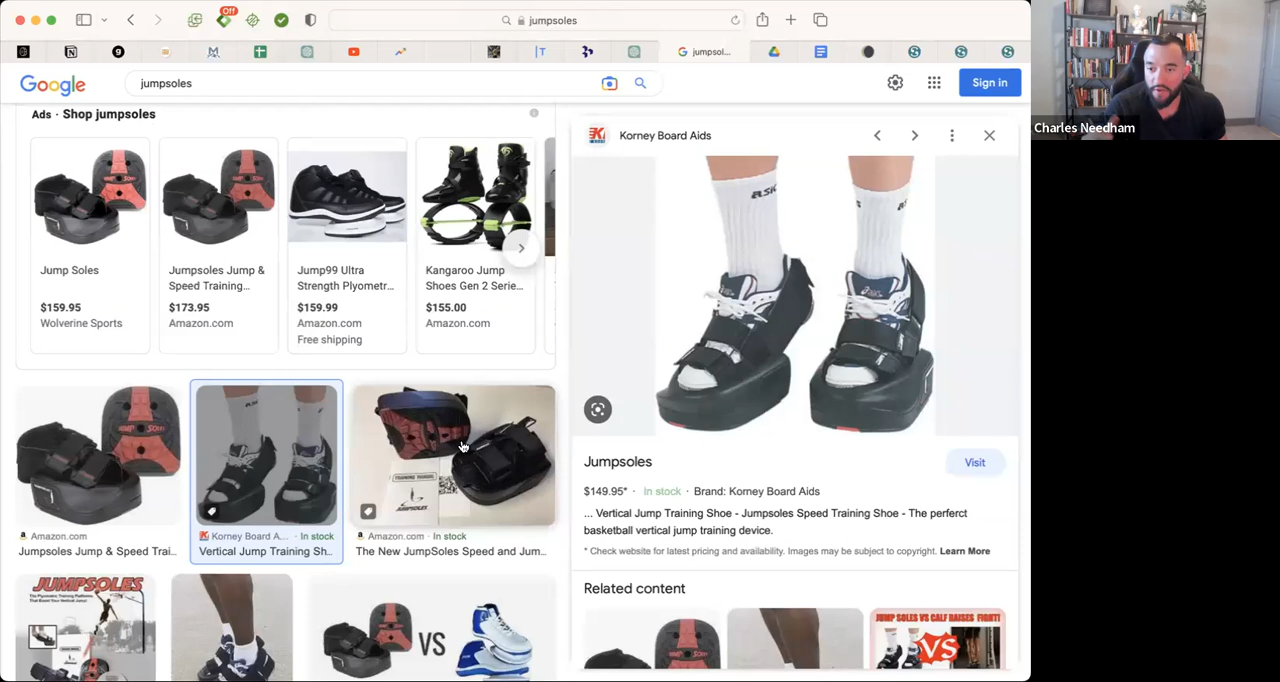 Off
jumpsoles
jumpsol...
Google
jumpsoles
Sign in
Ads · Shop jumpsoles
Jump Soles
$159.95
Wolverine Sports
Jumpsoles Jump &
Speed Training...
$173.95
Amazon.com
Jump99 Ultra
Strength Plyometr...
$159.99
Amazon.com
Free shipping
Kangaroo Jump
Shoes Gen 2 Serie...
$155.00
Amazon.com
Amazon.com
Jumpsoles Jump & Speed Trai...
Korney Board A... · In stock
Vertical Jump Training Sh...
Amazon.com · In stock
The New JumpSoles Speed and Jum...
JUMPSOLES
VS
Korney Board Aids
Jumpsoles
Visit
$149.95* · In stock · Brand: Korney Board Aids
... Vertical Jump Training Shoe - Jumpsoles Speed Training Shoe - The perferct
basketball vertical jump training device.
* Check website for latest pricing and availability. Images may be subject to copyright. Learn More
Related content
JUMP SOLES VS CALF RAISES FIGHT!
VS
Charles Needham